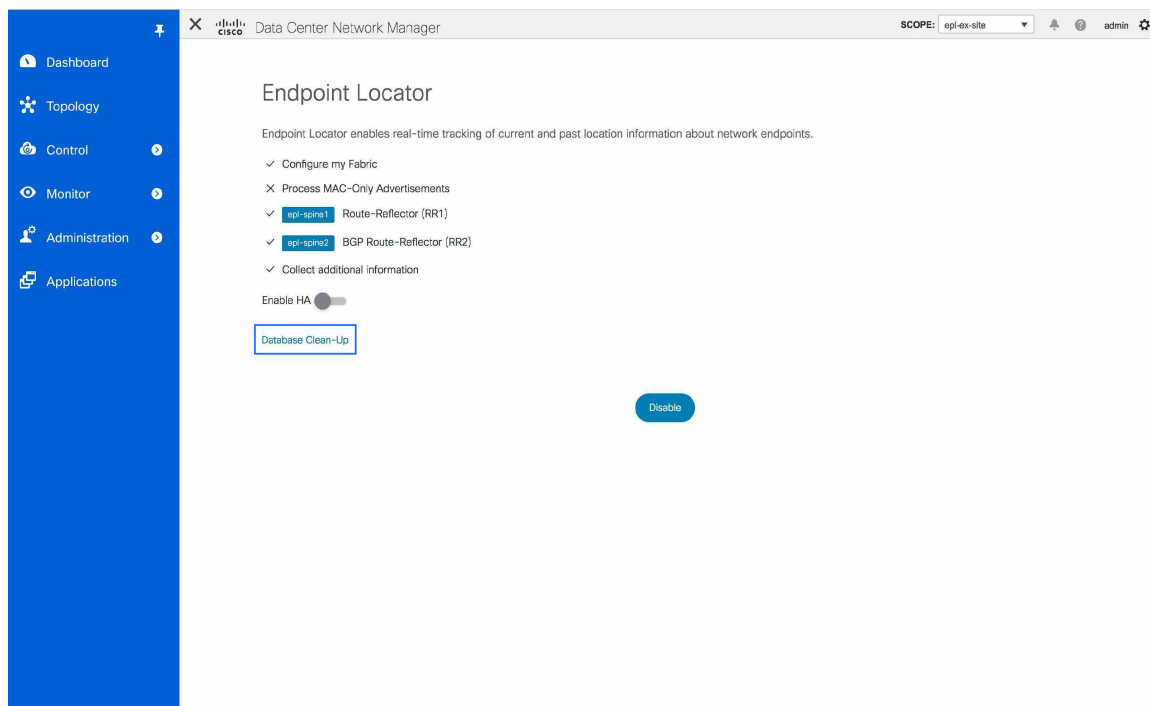 cisco Data Center Network Manager
SCOPE: epl-ex-site
admin
Dashboard
Topology
Control
Monitor
Administration
Applications
Endpoint Locator
Endpoint Locator enables real-time tracking of current and past location information about network endpoints.
Configure my Fabric
Process MAC-Only Advertisements
epl-spine1 Route-Reflector (RR1)
epl-spine2 BGP Route-Reflector (RR2)
Collect additional information
Enable HA
Database Clean-Up
Disable